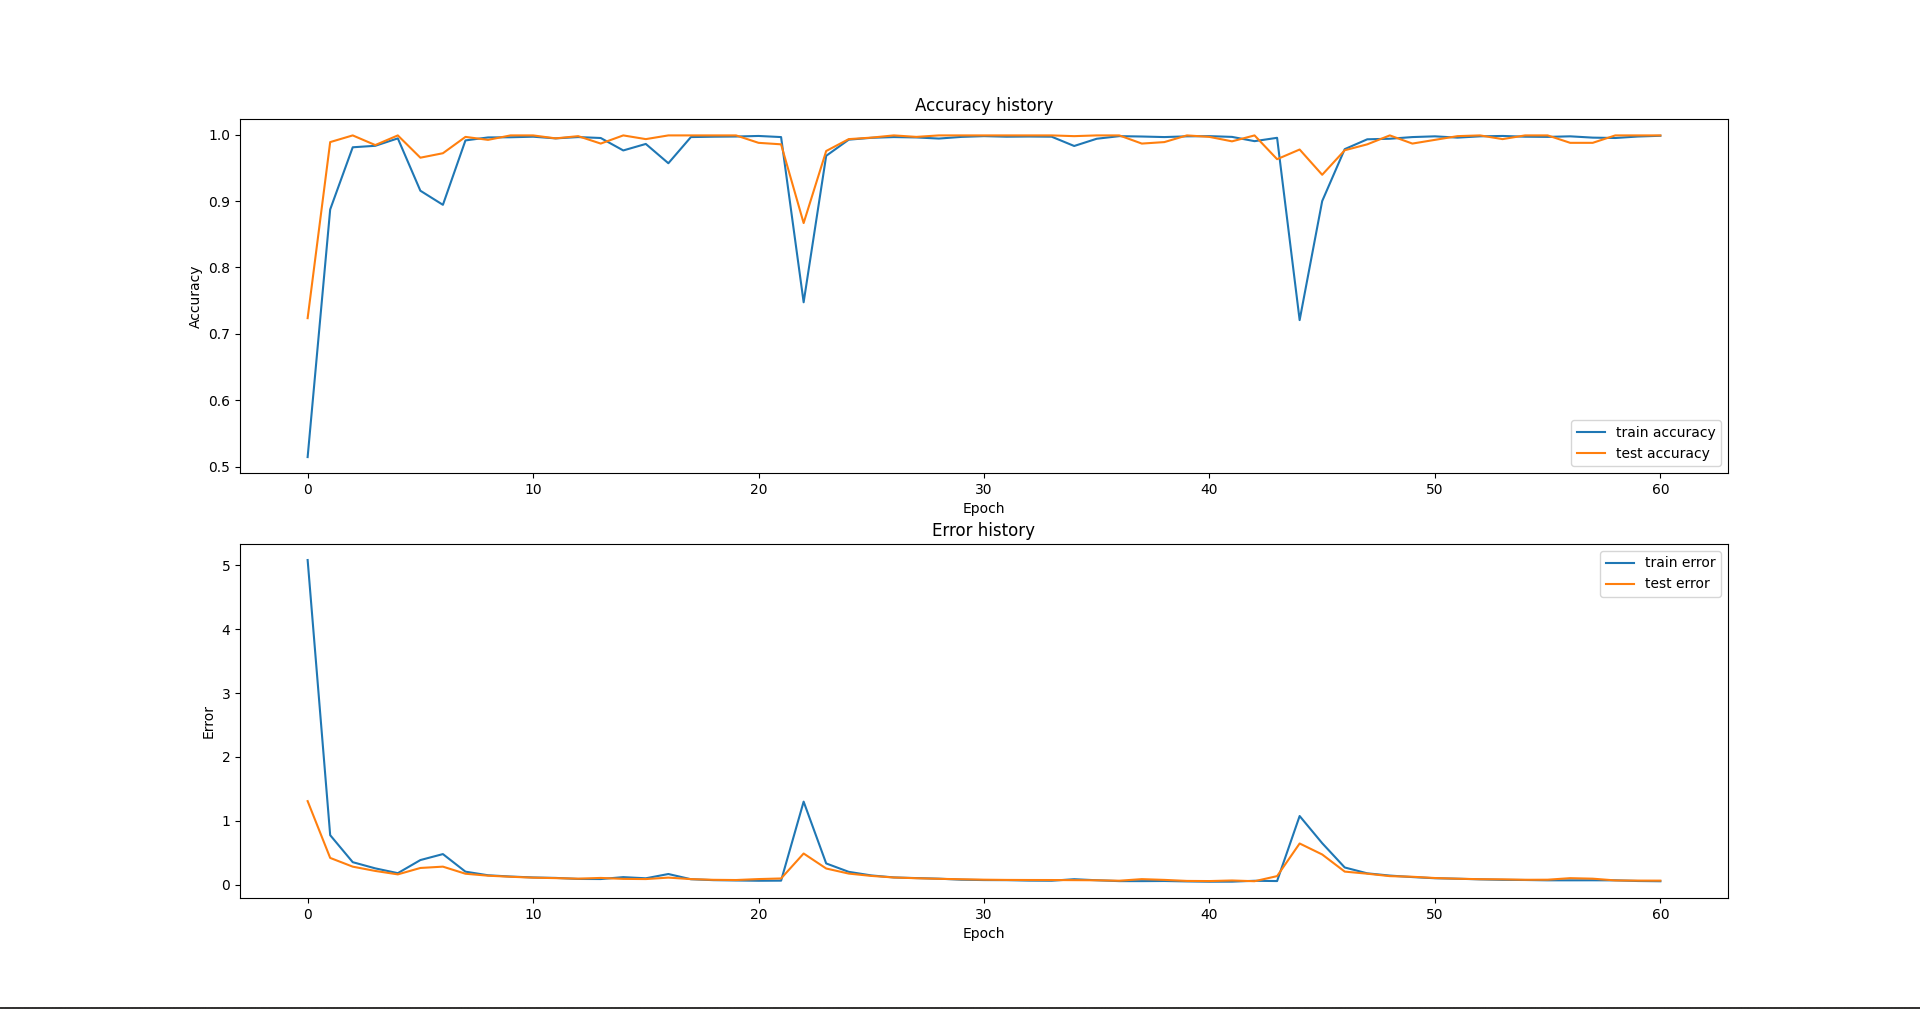 Accuracy history
1.0
0.9
0.8
0.7
0.6
0.5
Accuracy
train accuracy
test accuracy
0 10 20 30 40 50 60
Epoch
Error history
5
4
3
2
1
0
Error
train error
test error
0 10 20 30 40 50 60
Epoch